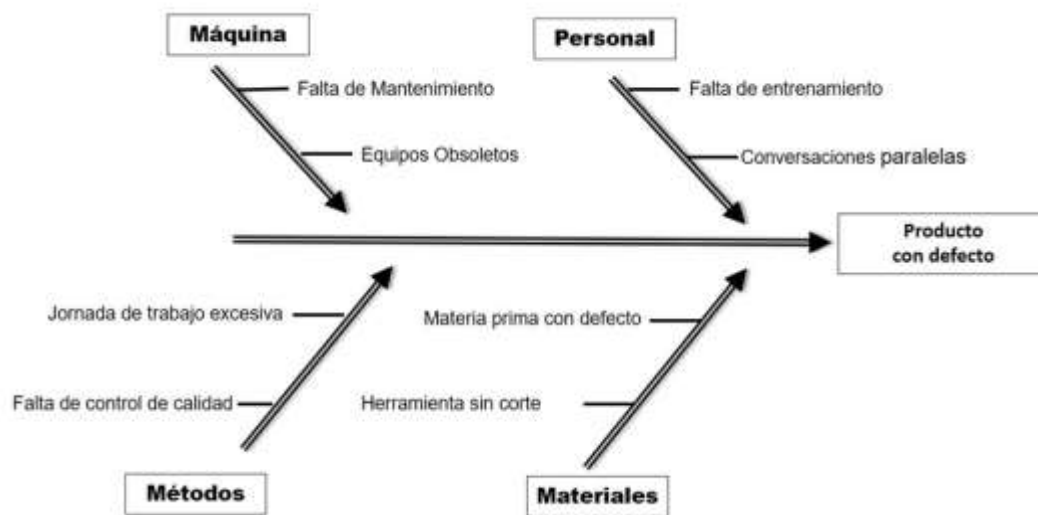 Máquina
Personal
Falta de Mantenimiento
Falta de entrenamiento
Equipos Obsoletos
Conversaciones paralelas
Producto
con defecto
Jornada de trabajo excesiva
Materia prima con defecto
Falta de control de calidad
Herramienta sin corte
Métodos
Materiales